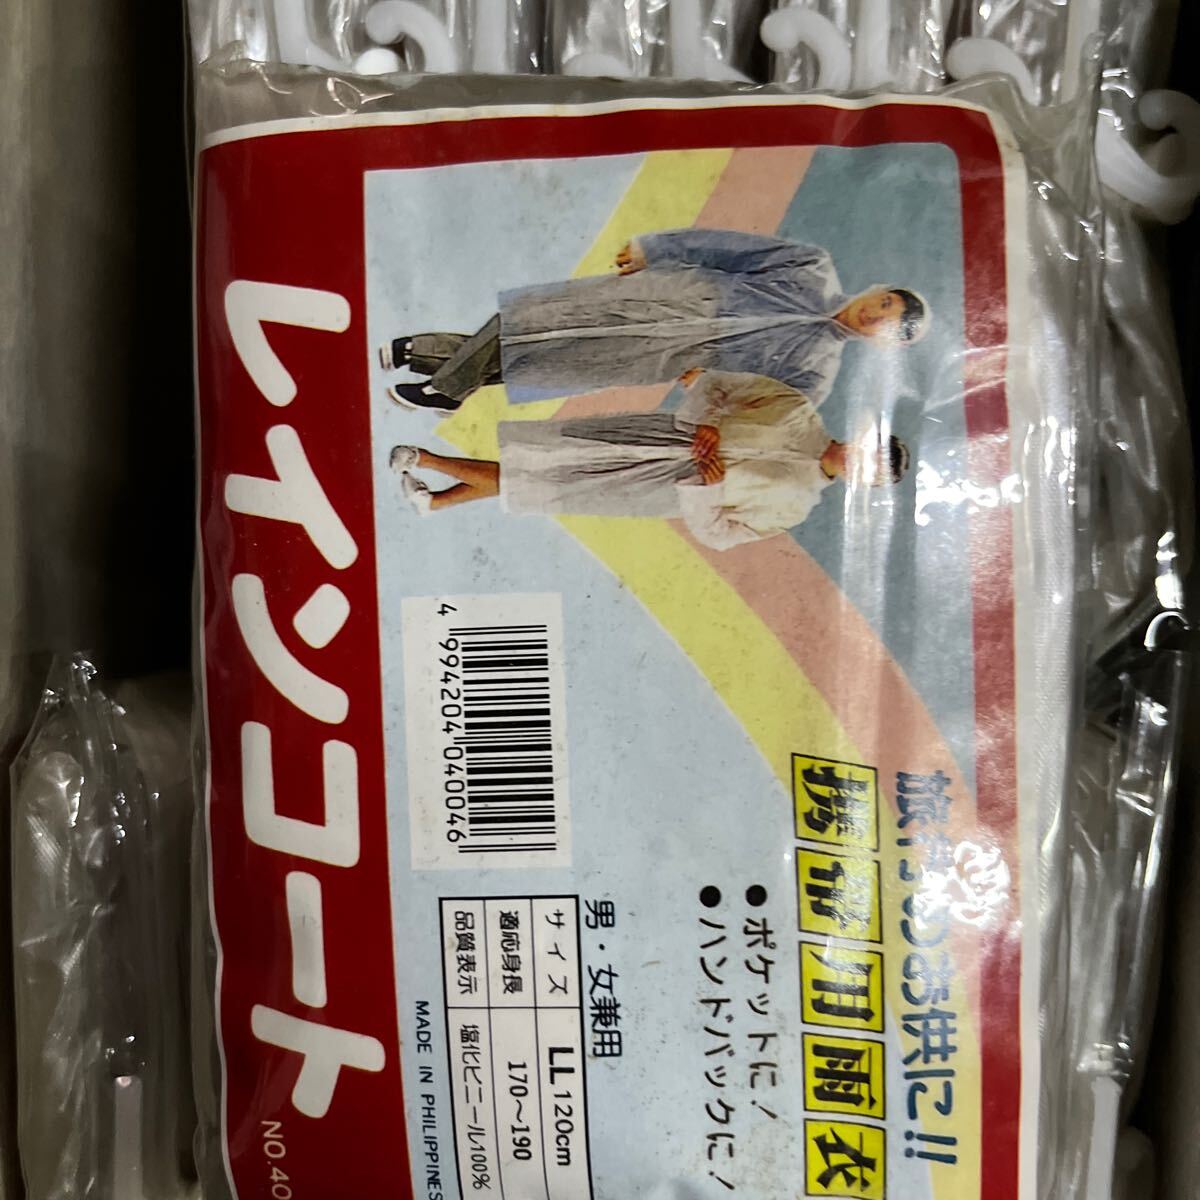 旅行のお供に!!
携帯用雨衣
●ポケットに!
●ハンドバックに!
男・女兼用
サイズ LL 120cm
適応身長 170〜190
品質表示 塩化ビニール100%
MADE IN PHILIPPINES
4 994204 040046
レインコート